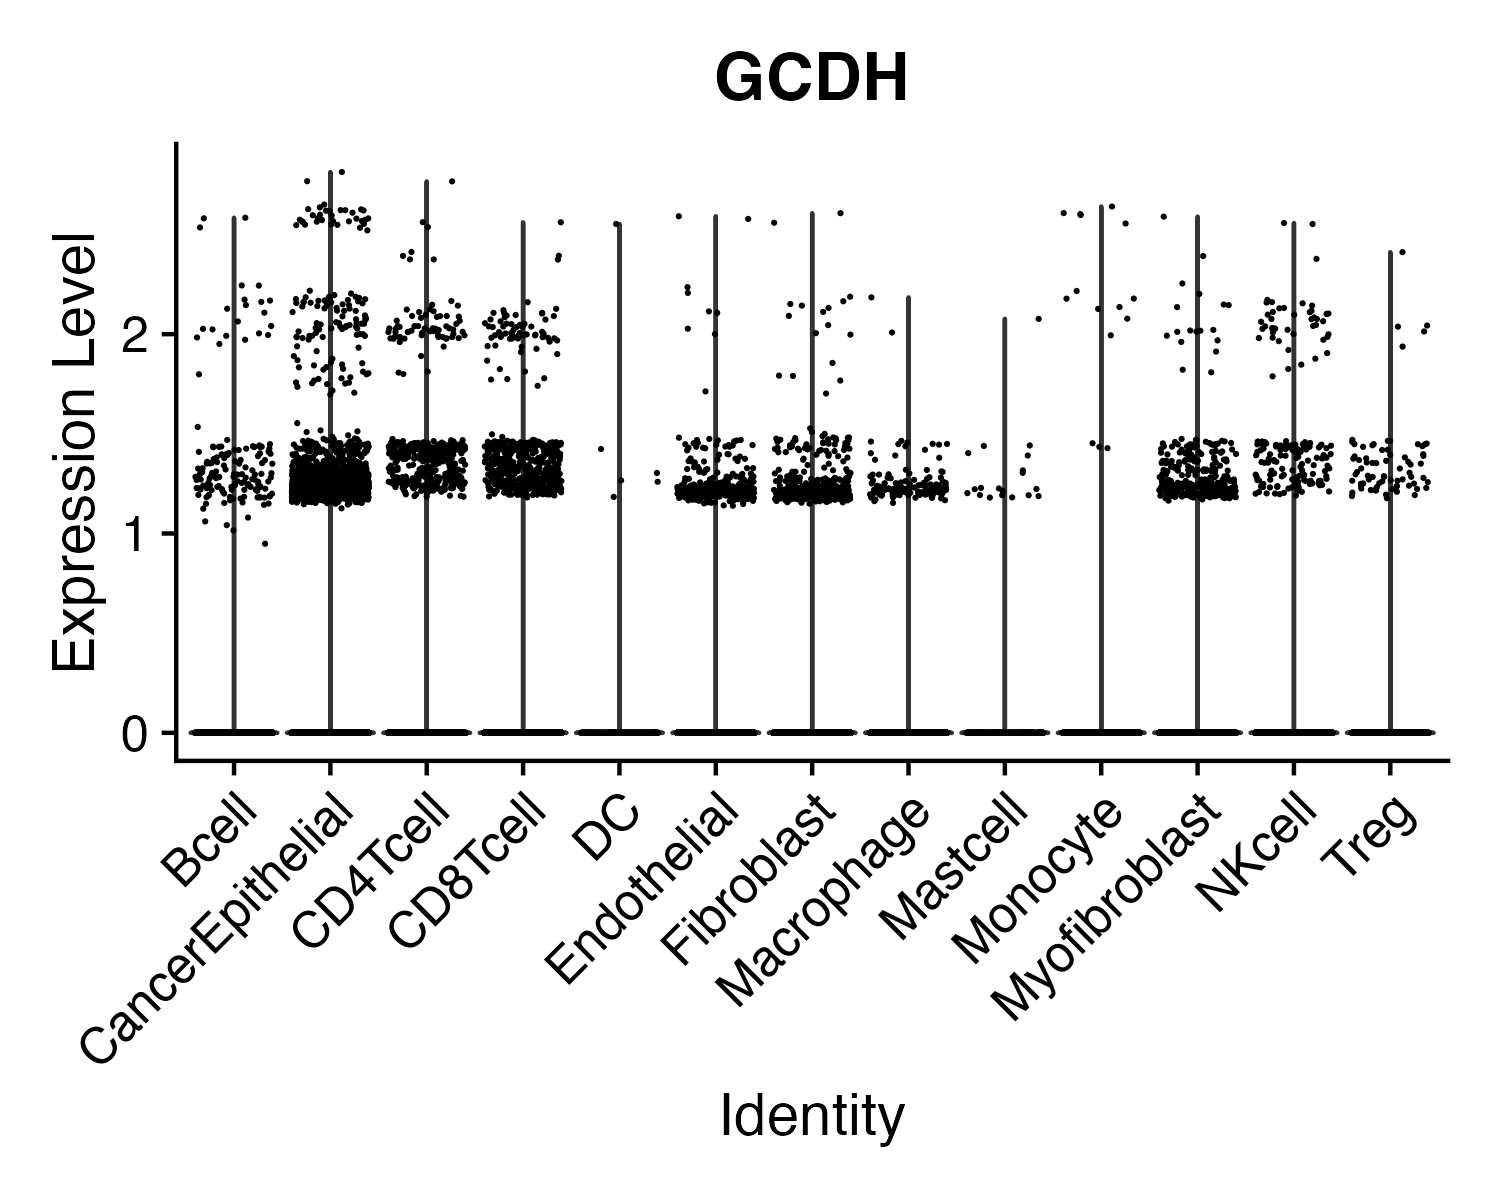 GCDH
Expression Level
2
1
0
Bcell
CancerEpithelial
CD4Tcell
CD8Tcell
DC
Endothelial
Fibroblast
Macrophage
Mastcell
Monocyte
Myofibroblast
NKcell
Treg
Identity